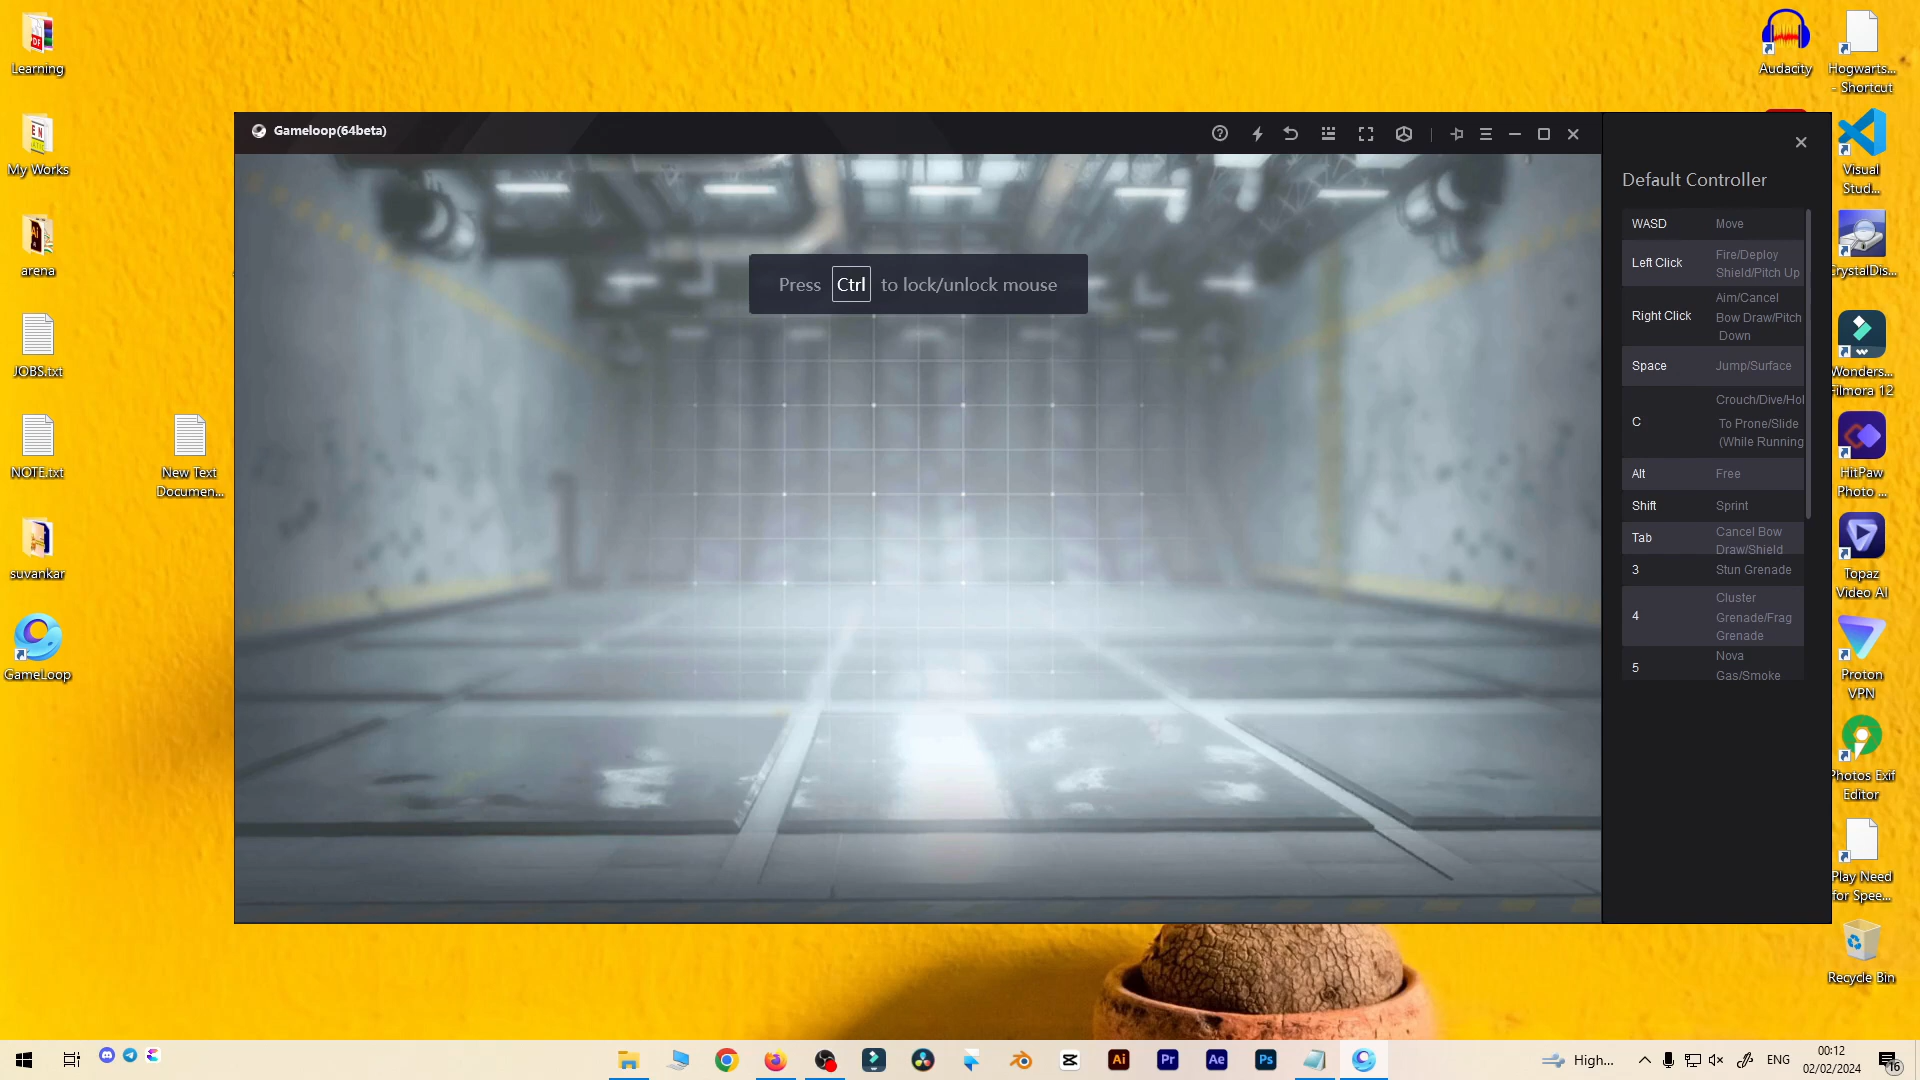 Learning
My Works
arena
JOBS.txt
NOTE.txt
New Text
Documen...
suvankar
GameLoop
Gameloop(64beta)
Press Ctrl to lock/unlock mouse
Default Controller
WASD Move
Left Click Fire/Deploy
Shield/Pitch Up
Right Click Aim/Cancel
Bow Draw/Pitch
Down
Space Jump/Surface
C Crouch/Dive/Hol
To Prone/Slide
(While Running
Alt Free
Shift Sprint
Tab Cancel Bow
Draw/Shield
3 Stun Grenade
4 Cluster
Grenade/Frag
Grenade
5 Nova
Gas/Smoke
Audacity
Hogwarts...
- Shortcut
Visual
Stud...
CrystalDis...
Wonders...
Filmora 12
HitPaw
Photo ...
Topaz
Video AI
Proton
VPN
Photos Exif
Editor
Play Need
for Spee...
Recycle Bin
Ai
Pr
Ae
Ps
High...
ENG
00:12
02/02/2024
16